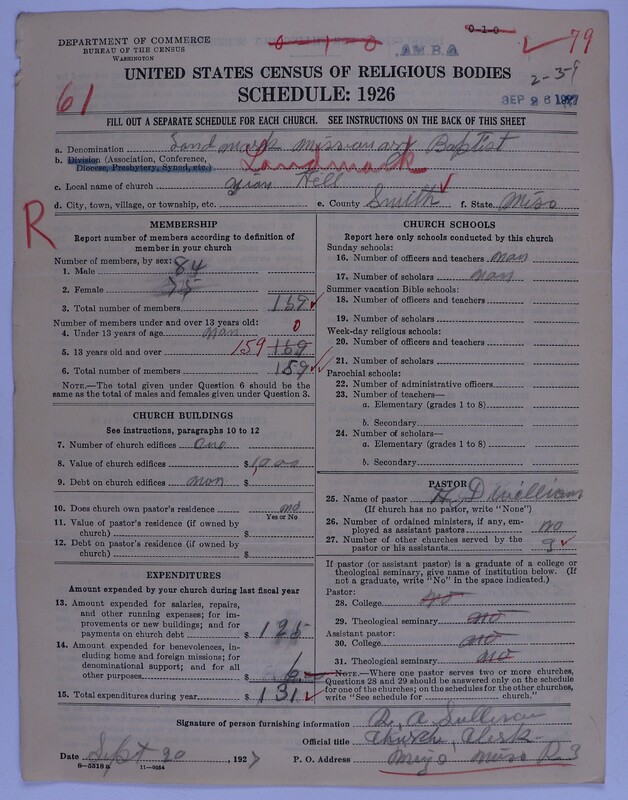 DEPARTMENT OF COMMERCE
BUREAU OF THE CENSUS
WASHINGTON
0-1-0
0-1-0
A.M.B.A
79
2-39
SEP 26 1927
UNITED STATES CENSUS OF RELIGIOUS BODIES
SCHEDULE: 1926
61
FILL OUT A SEPARATE SCHEDULE FOR EACH CHURCH. SEE INSTRUCTIONS ON THE BACK OF THIS SHEET
a. Denomination Land mark Missionary Baptist
b. Division (Association, Conference, Diocese, Presbytery, Synod, etc.) Landmark
c. Local name of church
d. City, town, village, or township, etc. e. County Smith f. State Miss
R
MEMBERSHIP
Report number of members according to definition of member in your church
Number of members, by sex:
1. Male 84
2. Female 75
3. Total number of members 159
Number of members under and over 13 years old:
4. Under 13 years of age non 0
5. 13 years old and over 159 159
6. Total number of members 159
NOTE.—The total given under Question 6 should be the same as the total of males and females given under Question 3.
CHURCH BUILDINGS
See instructions, paragraphs 10 to 12
7. Number of church edifices one
8. Value of church edifices $
9. Debt on church edifices non $
10. Does church own pastor's residence no
Yes or No
11. Value of pastor's residence (if owned by church) $
12. Debt on pastor's residence (if owned by church) $
EXPENDITURES
Amount expended by your church during last fiscal year
13. Amount expended for salaries, repairs, and other running expenses; for improvements or new buildings; and for payments on church debt $ 125
14. Amount expended for benevolences, including home and foreign missions; for denominational support; and for all other purposes $ 6
15. Total expenditures during year $ 131
CHURCH SCHOOLS
Report here only schools conducted by this church
Sunday schools:
16. Number of officers and teachers non
17. Number of scholars non
Summer vacation Bible schools:
18. Number of officers and teachers
19. Number of scholars
Week-day religious schools:
20. Number of officers and teachers
21. Number of scholars
Parochial schools:
22. Number of administrative officers
23. Number of teachers—
a. Elementary (grades 1 to 8)
b. Secondary
24. Number of scholars—
a. Elementary (grades 1 to 8)
b. Secondary
PASTOR
25. Name of pastor H. D William
(If church has no pastor, write "None")
26. Number of ordained ministers, if any, employed as assistant pastors no
27. Number of other churches served by the pastor or his assistants
If pastor (or assistant pastor) is a graduate of a college or theological seminary, give name of institution below. (If not a graduate, write "No" in the space indicated.)
Pastor:
28. College no
29. Theological seminary no
Assistant pastor:
30. College no
31. Theological seminary no
NOTE.—Where one pastor serves two or more churches, Questions 28 and 29 should be answered only on the schedule for one of the churches; on the schedules for the other churches, write "See schedule for church."
Signature of person furnishing information A. Sullivan
Official title Church, Clerk.
Date Sept 20, 1927 P. O. Address Mize Miss R 3
8-5318 a 11-9054